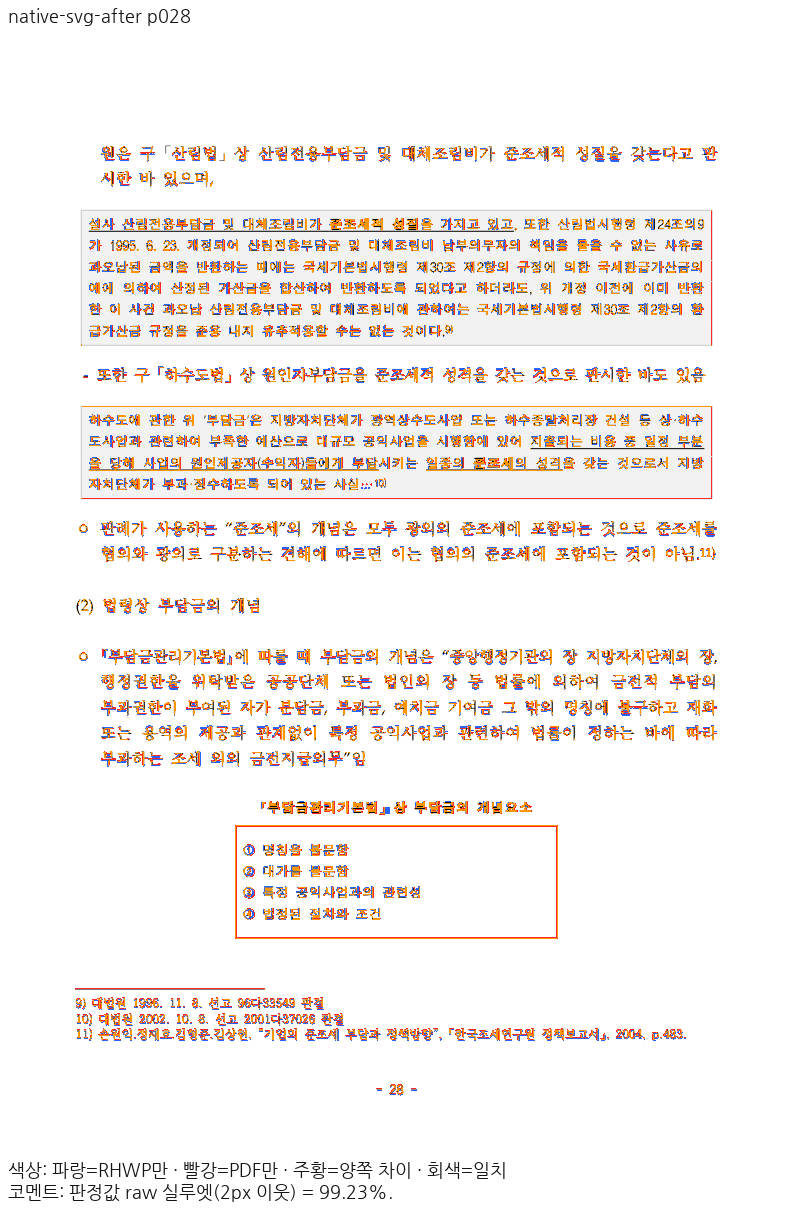 native-svg-after p028
원은 구「산림법」상 산림전용부담금 및 대체조림비가 준조세적 성질을 갖는다고 판
시한 바 있으며,
설사 산림전용부담금 및 대체조림비가 준조세적 성질을 가지고 있고, 또한 산림법시행령 제24조의9
가 1995. 6. 23. 개정되어 산림전용부담금 및 대체조림비 납부의무자의 책임을 물을 수 없는 사유로
과오납된 금액을 반환하는 때에는 국세기본법시행령 제30조 제2항의 규정에 의한 국세환급가산금의
예에 의하여 산정된 가산금을 합산하여 반환하도록 되었다고 하더라도, 위 개정 이전에 이미 반환
한 이 사건 과오납 산림전용부담금 및 대체조림비에 관하여는 국세기본법시행령 제30조 제2항의 환
급가산금 규정을 준용 내지 유추적용할 수는 없는 것이다.9)
- 또한 구「하수도법」상 원인자부담금을 준조세적 성격을 갖는 것으로 판시한 바도 있음
하수도에 관한 위 ‘부담금’은 지방자치단체가 광역상수도사업 또는 하수종말처리장 건설 등 상·하수
도사업과 관련하여 부족한 예산으로 대규모 공익사업을 시행함에 있어 지출되는 비용 중 일정 부분
을 당해 사업의 원인제공자(수익자)들에게 부담시키는 일종의 준조세의 성격을 갖는 것으로서 지방
자치단체가 부과·징수하도록 되어 있는 사실...10)
ㅇ 판례가 사용하는 “준조세”의 개념은 모두 광의의 준조세에 포함되는 것으로 준조세를
협의와 광의로 구분하는 견해에 따르면 이는 협의의 준조세에 포함되는 것이 아님.11)
(2) 법령상 부담금의 개념
ㅇ 『부담금관리기본법』에 따를 때 부담금의 개념은 “중앙행정기관의 장 지방자치단체의 장,
행정권한을 위탁받은 공공단체 또는 법인의 장 등 법률에 의하여 금전적 부담의
부과권한이 부여된 자가 분담금, 부과금, 예치금 기여금 그 밖의 명칭에 불구하고 재화
또는 용역의 제공과 관계없이 특정 공익사업과 관련하여 법률이 정하는 바에 따라
부과하는 조세 외의 금전지급의무”임
『부담금관리기본법』상 부담금의 개념요소
① 명칭을 불문함
② 대가를 불문함
③ 특정 공익사업과의 관련성
④ 법정된 절차와 조건
9) 대법원 1996. 11. 8. 선고 96다33549 판결
10) 대법원 2002. 10. 8. 선고 2001다37026 판결
11) 손원익.정재호.김형준.김상헌, “기업의 준조세 부담과 정책방향”, 『한국조세연구원 정책보고서』, 2004, p.483.
- 28 -
색상: 파랑=RHWP만 · 빨강=PDF만 · 주황=양쪽 차이 · 회색=일치
코멘트: 판정값 raw 실루엣(2px 이웃) = 99.23%.